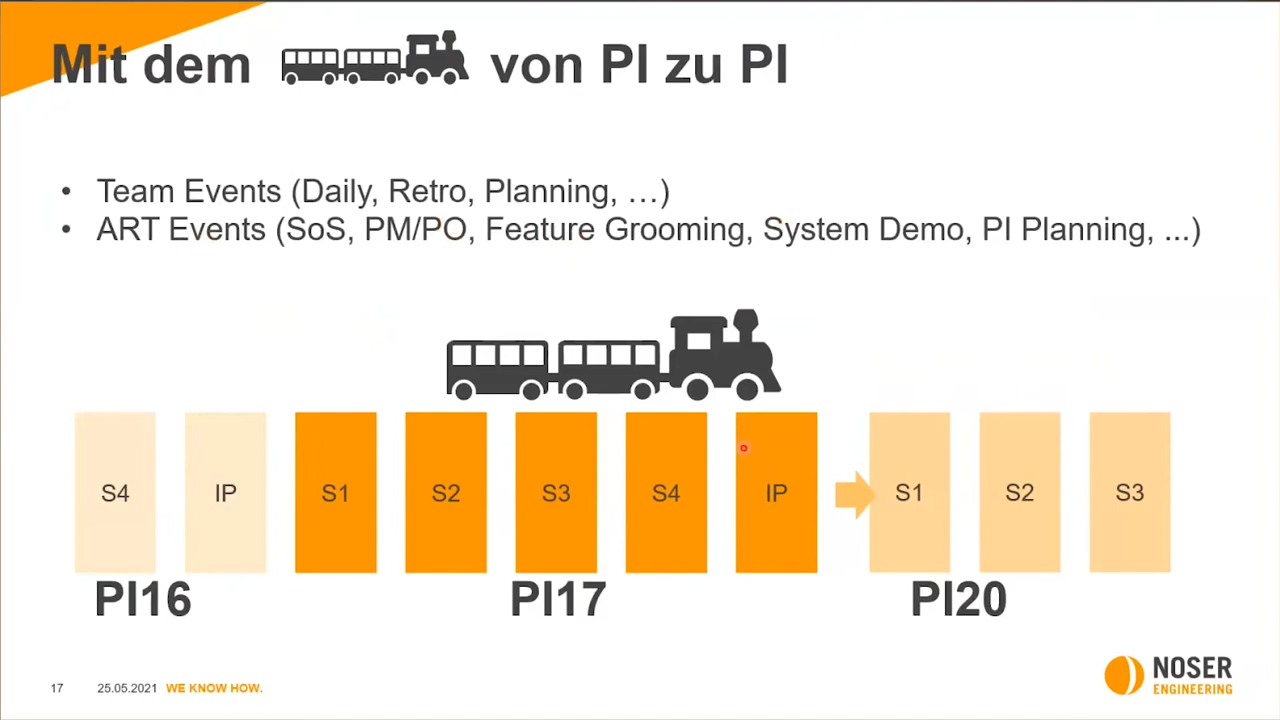 Mit dem von PI zu PI
• Team Events (Daily, Retro, Planning, …)
• ART Events (SoS, PM/PO, Feature Grooming, System Demo, PI Planning, ...)
S4 IP S1 S2 S3 S4 IP S1 S2 S3
PI16 PI17 PI20
17 25.05.2021 WE KNOW HOW.
NOSER
ENGINEERING